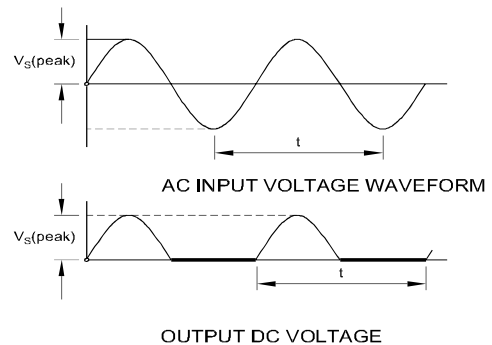 VS(peak)
t
AC INPUT VOLTAGE WAVEFORM
VS(peak)
t
OUTPUT DC VOLTAGE